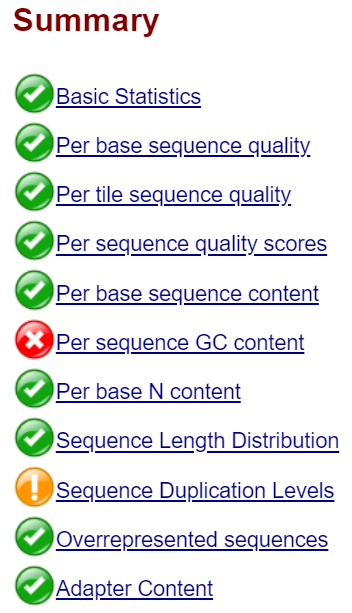 Summary
Basic Statistics
Per base sequence quality
Per tile sequence quality
Per sequence quality scores
Per base sequence content
Per sequence GC content
Per base N content
Sequence Length Distribution
Sequence Duplication Levels
Overrepresented sequences
Adapter Content